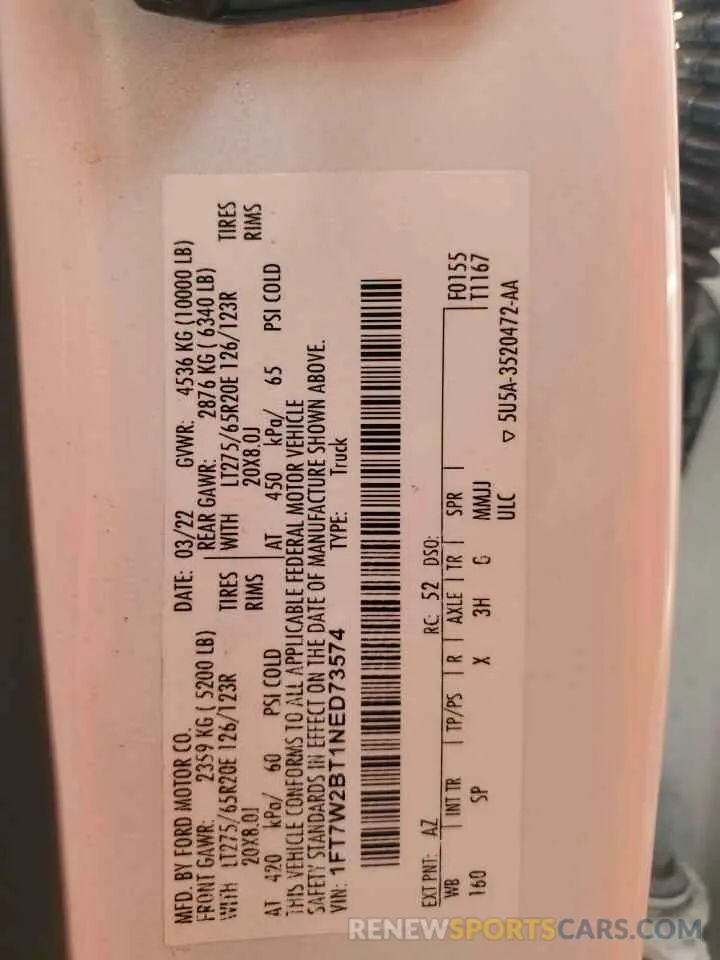 MFD. BY FORD MOTOR CO.
DATE: 03/22 GVWR: 4536 KG (10000 LB)
FRONT GAWR: 2359 KG ( 5200 LB) REAR GAWR: 2876 KG ( 6340 LB)
WITH LT275/65R20E 126/123R TIRES WITH LT275/65R20E 126/123R TIRES
20X8.0J RIMS 20X8.0J RIMS
AT 420 kPa/ 60 PSI COLD AT 450 kPa/ 65 PSI COLD
THIS VEHICLE CONFORMS TO ALL APPLICABLE FEDERAL MOTOR VEHICLE
SAFETY STANDARDS IN EFFECT ON THE DATE OF MANUFACTURE SHOWN ABOVE.
VIN: 1FT7W2BT1NED73574 TYPE: Truck
EXT PNT: AZ RC: 52 DSO: F0155
WB INT TR TP/PS R AXLE TR SPR T1167
160 SP X 3H G MMJJ
ULC ▽ 5U5A-3520472-AA
RENEWSPORTSCARS.COM